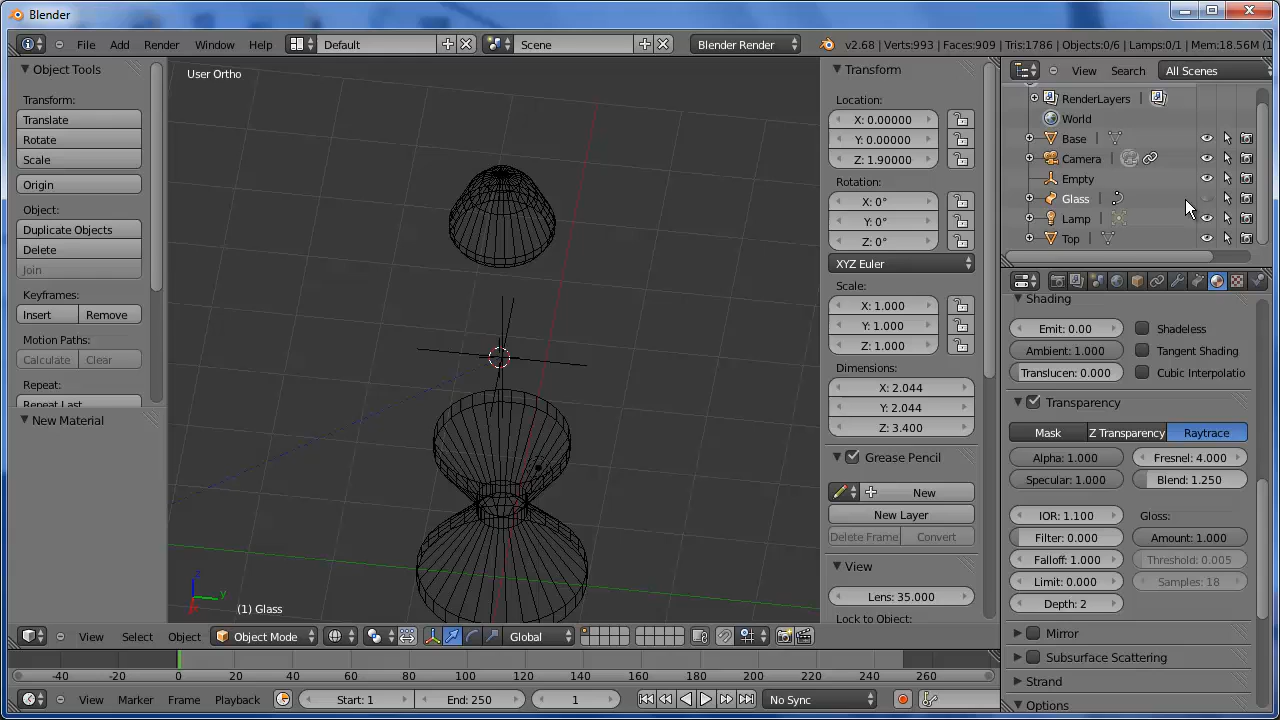 Blender
File Add Render Window Help Default Scene Blender Render v2.68 | Verts:993 | Faces:909 | Tris:1786 | Objects:0/6 | Lamps:0/1 | Mem:18.56M (1
Object Tools
Transform:
Translate
Rotate
Scale
Origin
Object:
Duplicate Objects
Delete
Join
Keyframes:
Insert Remove
Motion Paths:
Calculate Clear
Repeat:
Repeat Last
New Material
User Ortho
z
y
x
(1) Glass
Transform
Location:
X: 0.00000
Y: 0.00000
Z: 1.90000
Rotation:
X: 0°
Y: 0°
Z: 0°
XYZ Euler
Scale:
X: 1.000
Y: 1.000
Z: 1.000
Dimensions:
X: 2.044
Y: 2.044
Z: 3.400
Grease Pencil
New
New Layer
Delete Frame Convert
View
Lens: 35.000
Lock to Object:
View Search All Scenes
RenderLayers
World
Base
Camera
Empty
Glass
Lamp
Top
Shading
Emit: 0.00 Shadeless
Ambient: 1.000 Tangent Shading
Translucen: 0.000 Cubic Interpolatio
Transparency
Mask Z Transparency Raytrace
Alpha: 1.000 Fresnel: 4.000
Specular: 1.000 Blend: 1.250
IOR: 1.100 Gloss:
Filter: 0.000 Amount: 1.000
Falloff: 1.000 Threshold: 0.005
Limit: 0.000 Samples: 18
Depth: 2
Mirror
Subsurface Scattering
Strand
Options
View Select Object Object Mode Global
-40 -20 0 20 40 60 80 100 120 140 160 180 200 220 240 260
View Marker Frame Playback Start: 1 End: 250 1 No Sync